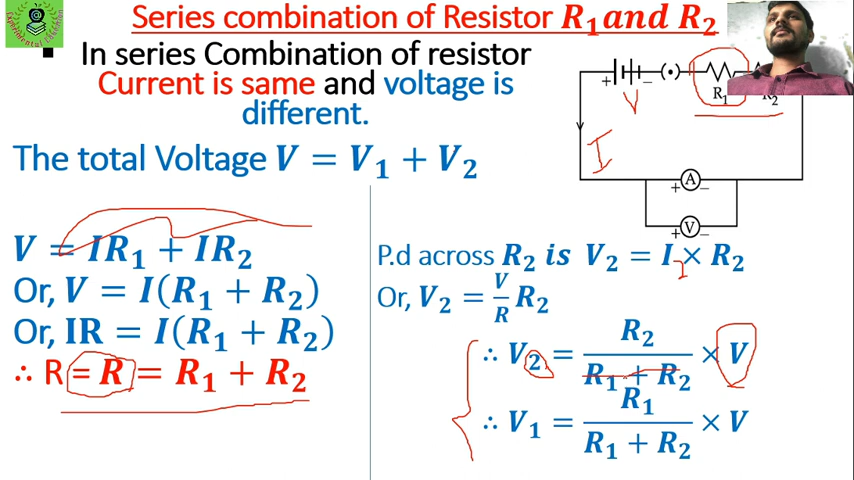 Series combination of Resistor R₁ and R₂
In series Combination of resistor
Current is same and voltage is
different.
The total Voltage V = V₁ + V₂
V = IR₁ + IR₂
Or, V = I(R₁ + R₂)
Or, IR = I(R₁ + R₂)
∴ R = R = R₁ + R₂
+ −
V
R₁ R₂
I
+ A −
+ V −
P.d across R₂ is V₂ = I × R₂
I
Or, V₂ = V/R R₂
∴ V₂ = R₂/(R₁ + R₂) × V
∴ V₁ = R₁/(R₁ + R₂) × V